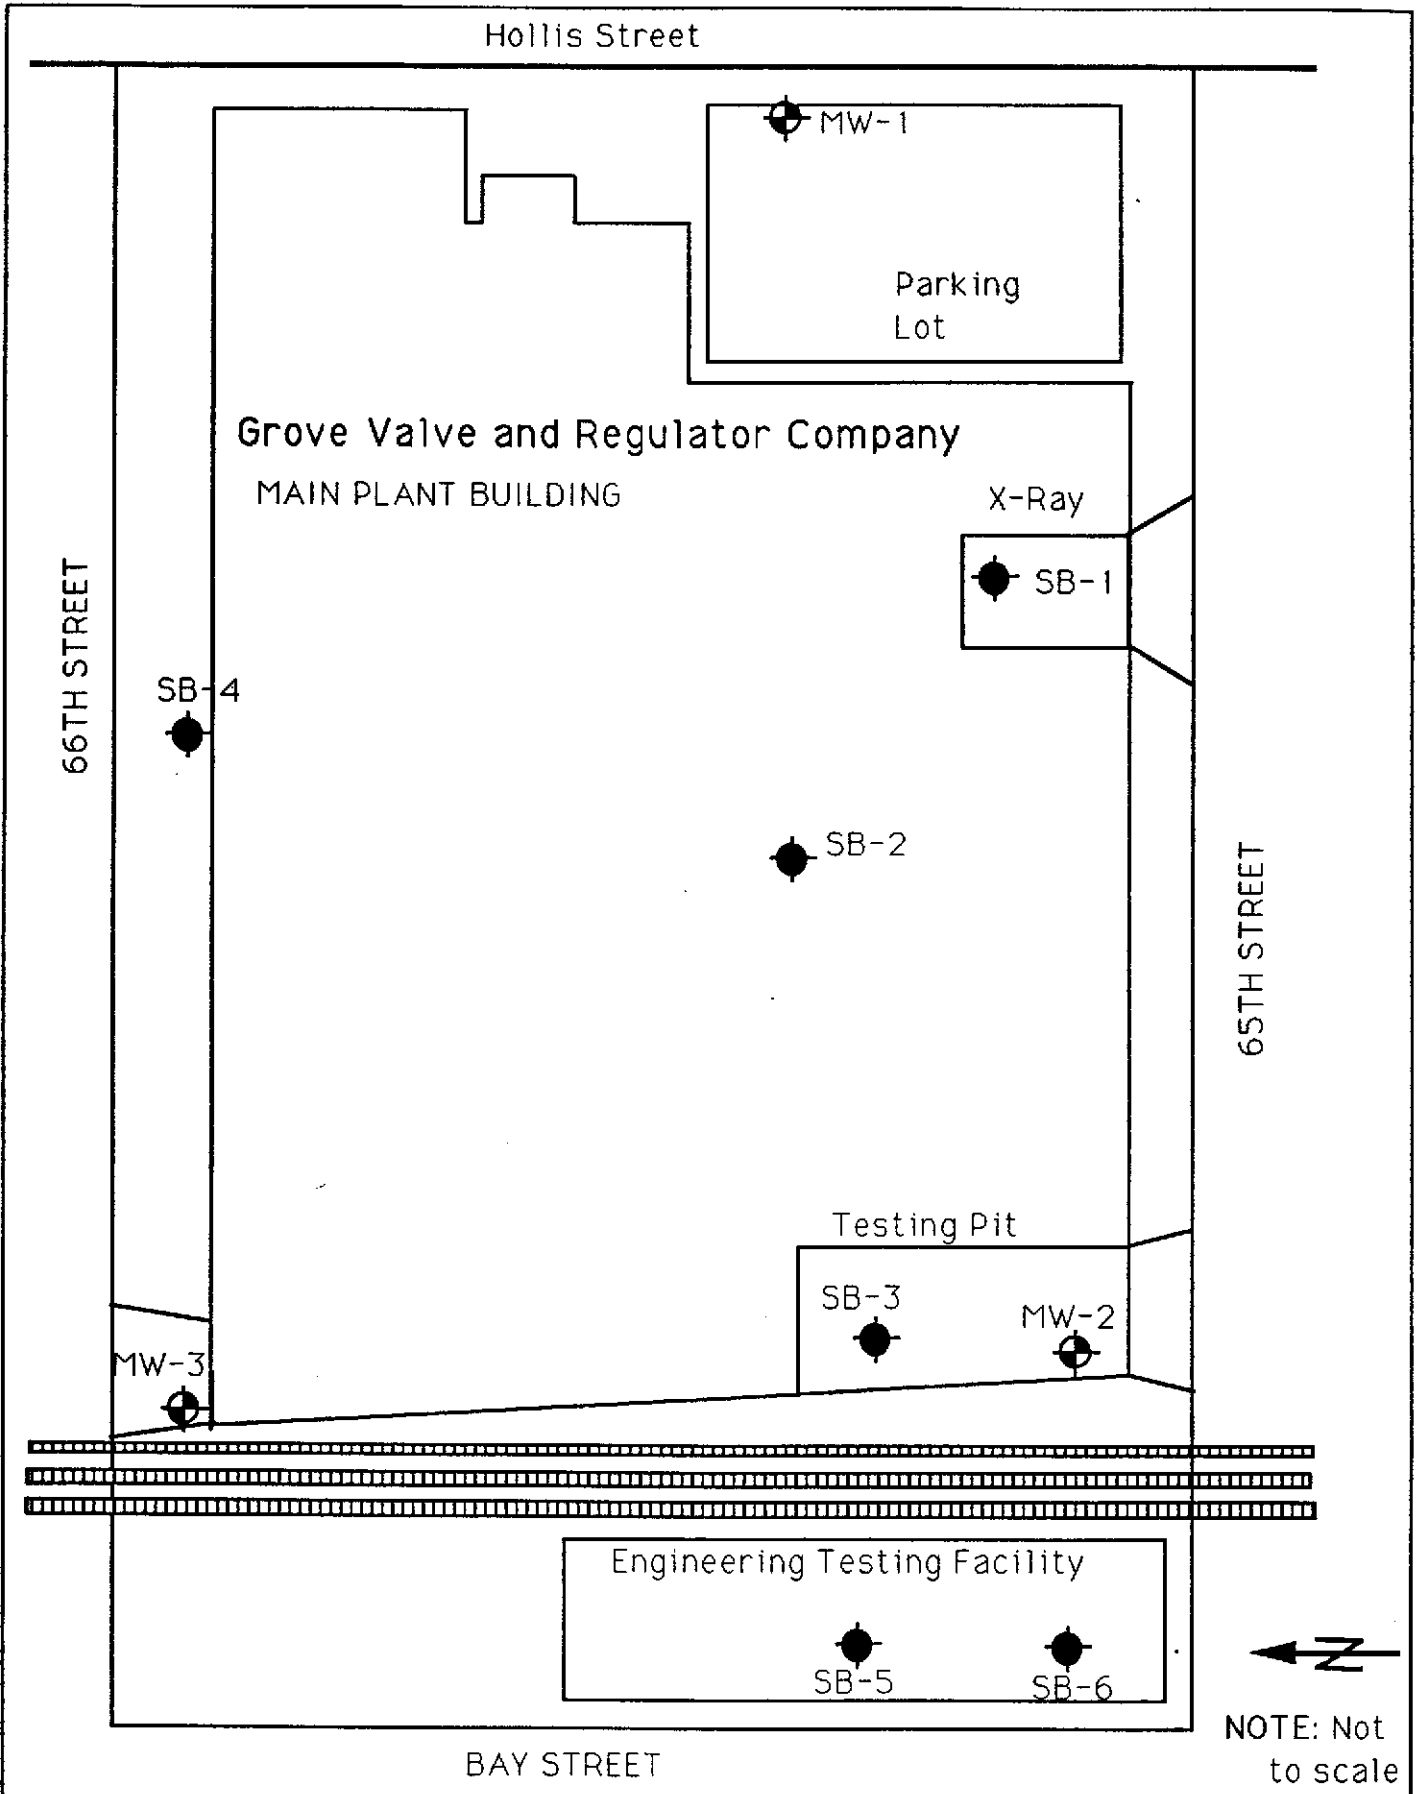 Hollis Street
MW-1
Parking
Lot
Grove Valve and Regulator Company
MAIN PLANT BUILDING
X-Ray
SB-1
66TH STREET
SB-4
SB-2
65TH STREET
Testing Pit
SB-3
MW-2
MW-3
Engineering Testing Facility
SB-5
SB-6
N
NOTE: Not
to scale
BAY STREET